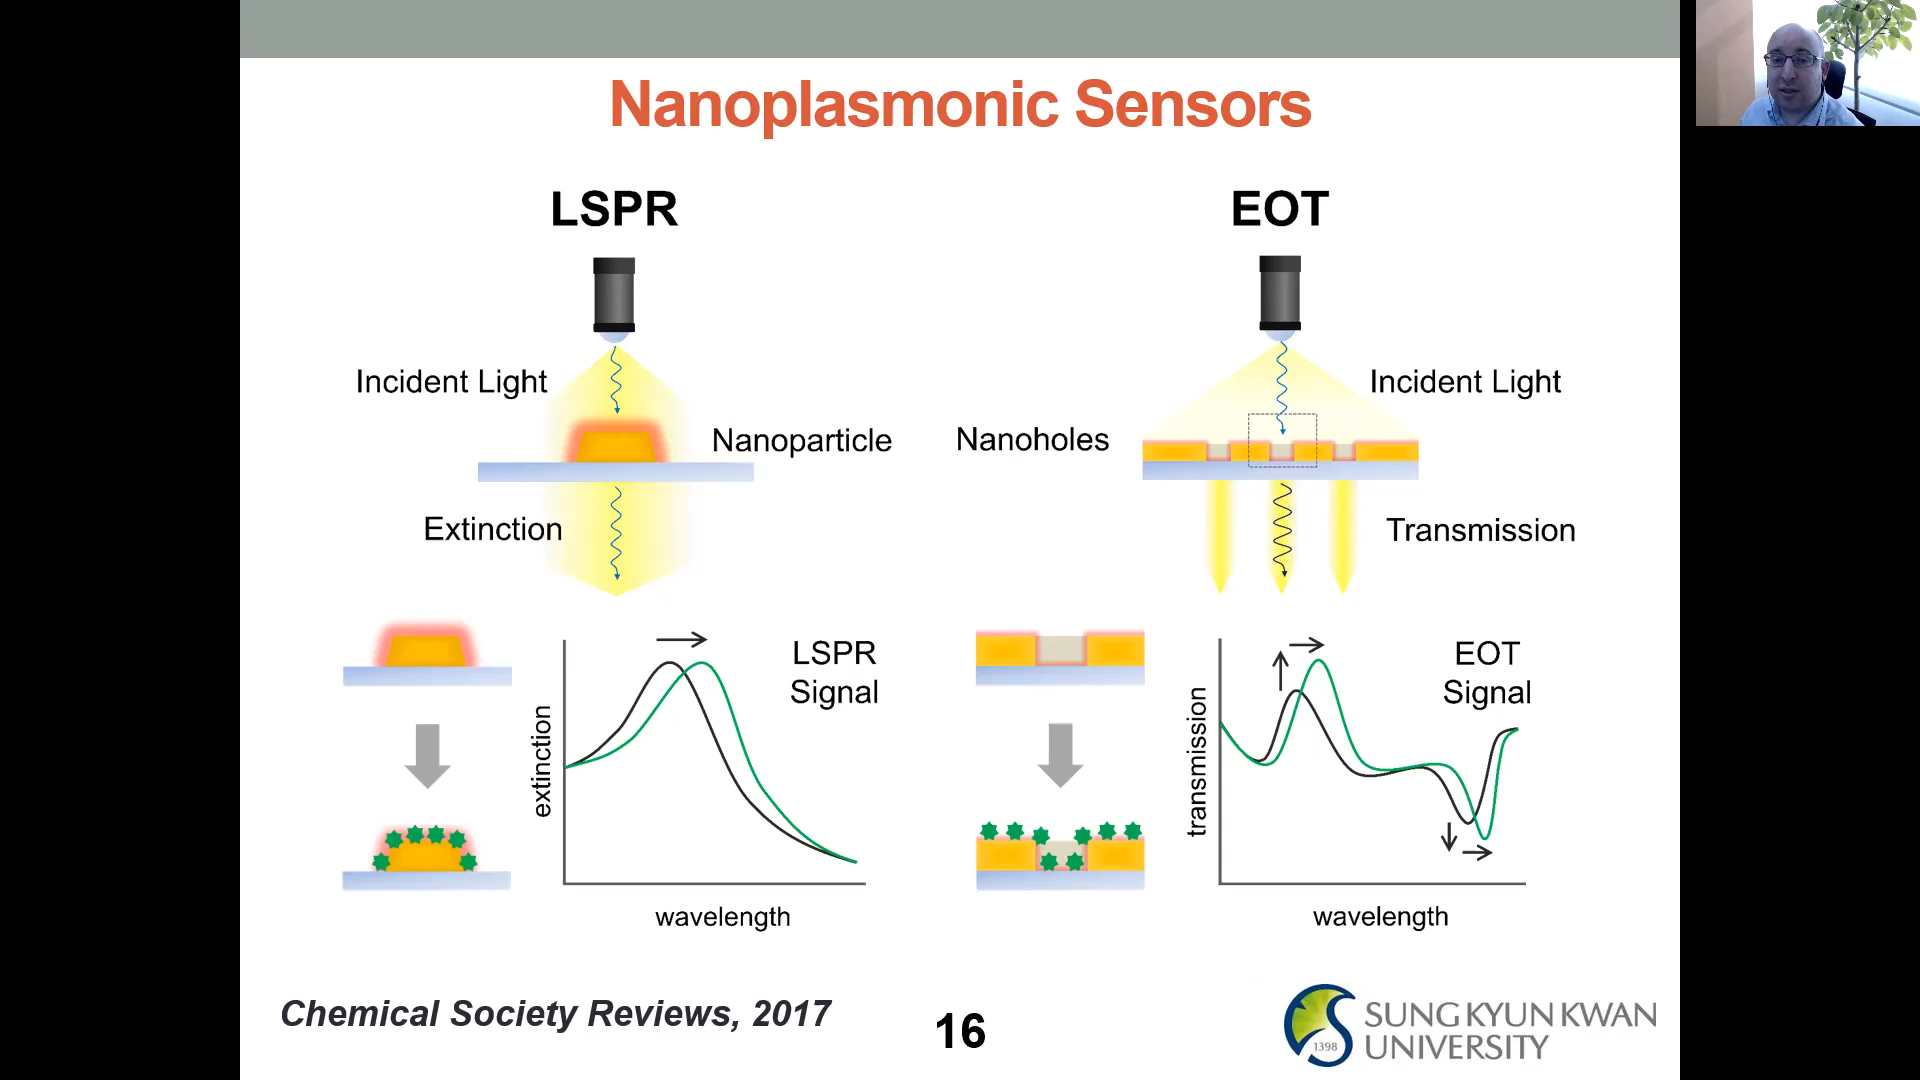 Nanoplasmonic Sensors
LSPR
Incident Light
Nanoparticle
Extinction
extinction
LSPR
Signal
wavelength
EOT
Incident Light
Nanoholes
Transmission
transmission
EOT
Signal
wavelength
Chemical Society Reviews, 2017
16
1398
SUNG KYUN KWAN
UNIVERSITY